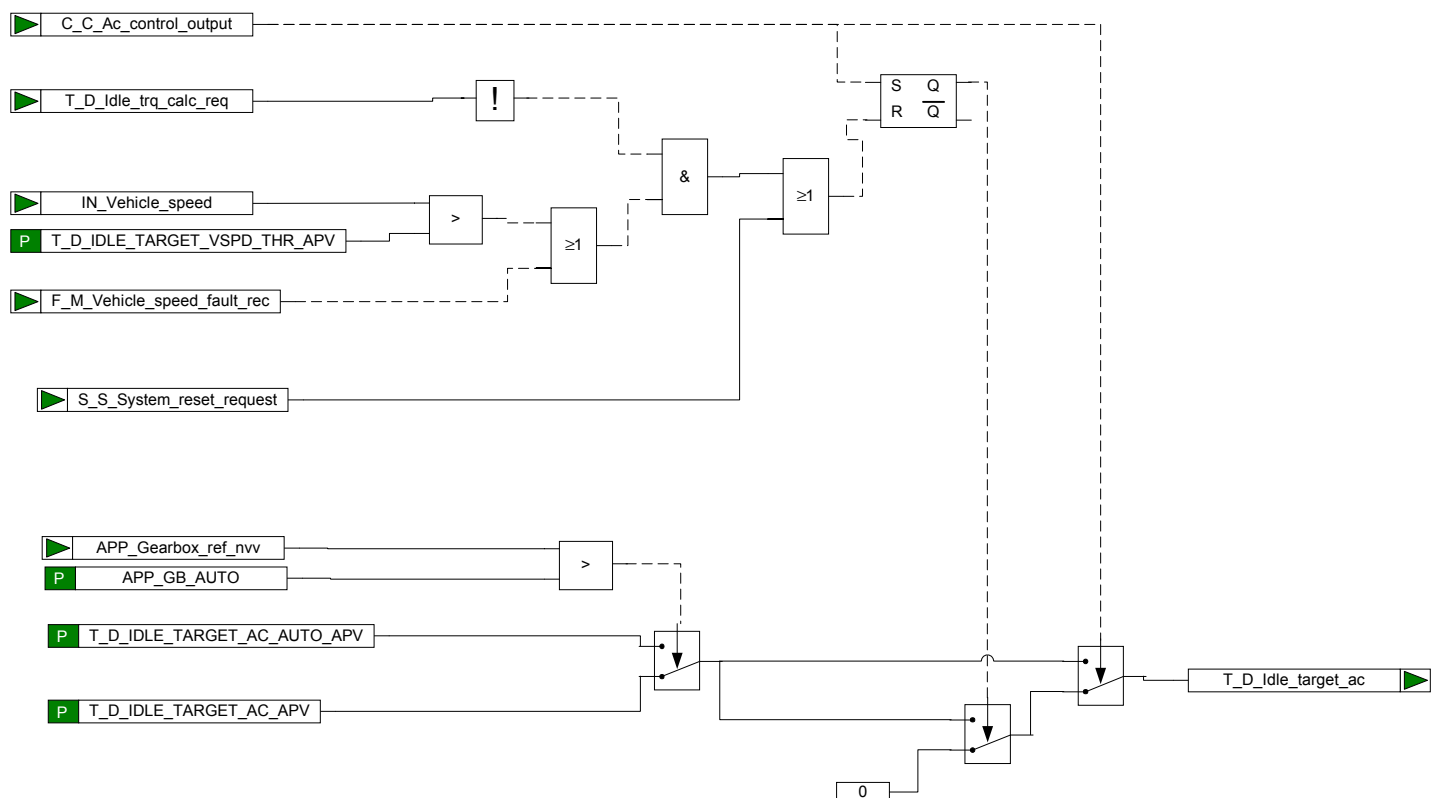 C_C_Ac_control_output
T_D_Idle_trq_calc_req
!
S Q
R Q
&
≥1
IN_Vehicle_speed
>
P T_D_IDLE_TARGET_VSPD_THR_APV
≥1
F_M_Vehicle_speed_fault_rec
S_S_System_reset_request
APP_Gearbox_ref_nvv
>
P APP_GB_AUTO
P T_D_IDLE_TARGET_AC_AUTO_APV
T_D_Idle_target_ac
P T_D_IDLE_TARGET_AC_APV
0